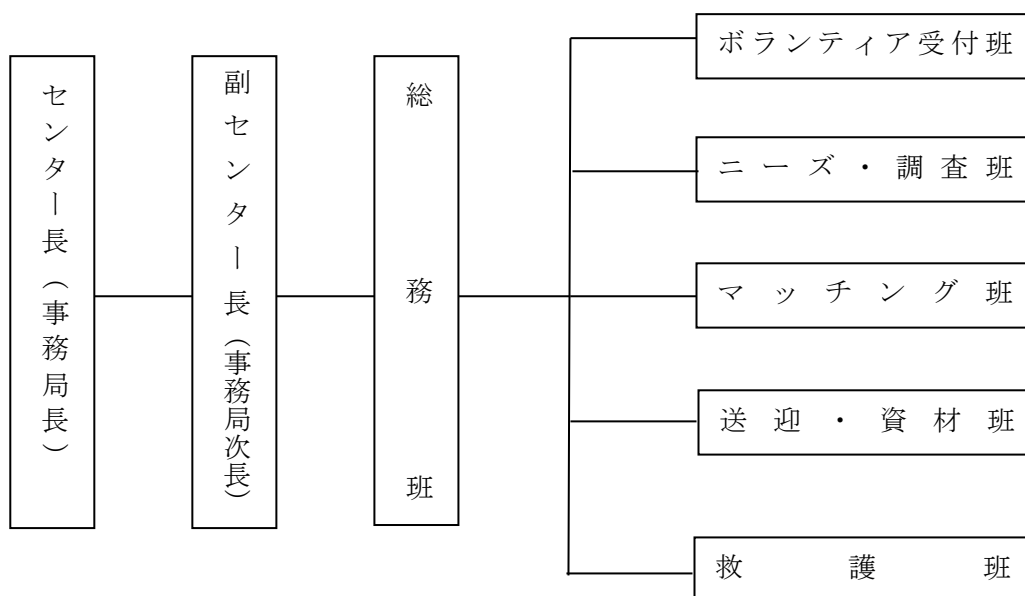 センター長（事務局長）
副センター長（事務局次長）
総務班
ボランティア受付班
ニーズ・調査班
マッチング班
送迎・資材班
救護班